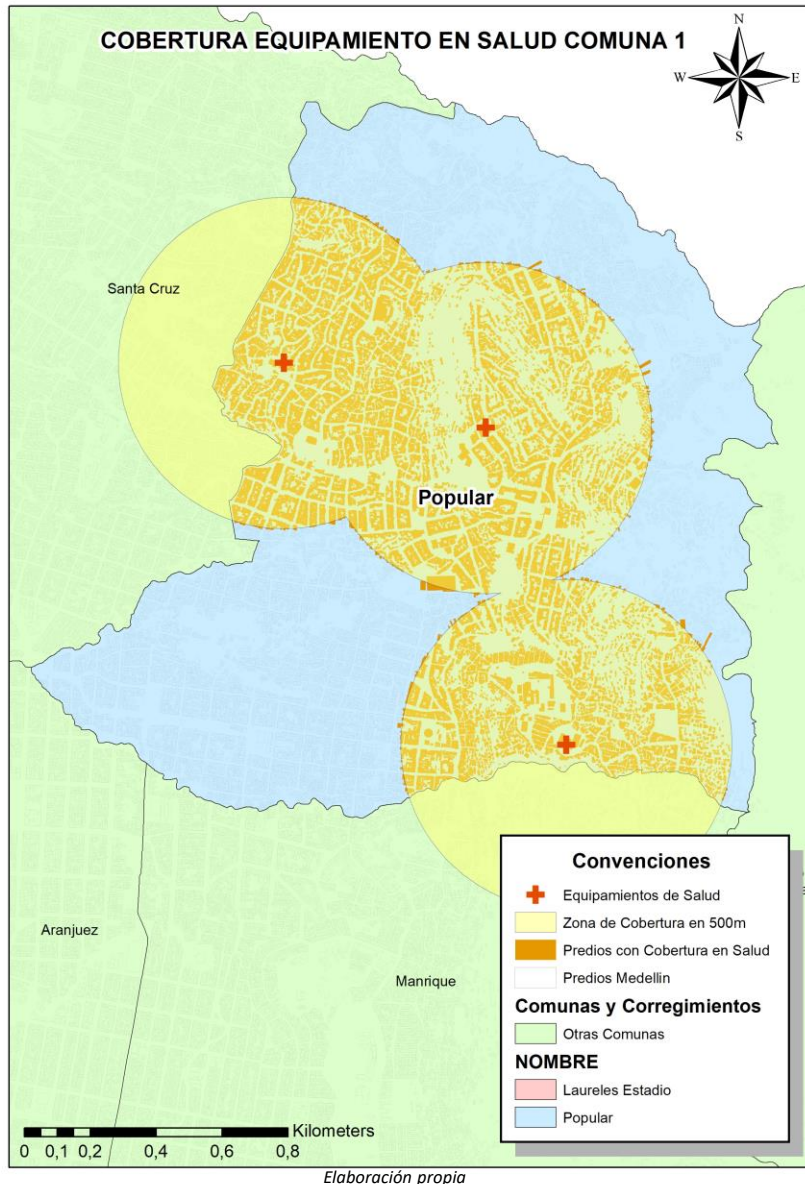 COBERTURA EQUIPAMIENTO EN SALUD COMUNA 1
N
W E
S
Santa Cruz
Popular
Aranjuez
Manrique
Convenciones
Equipamientos de Salud
Zona de Cobertura en 500m
Predios con Cobertura en Salud
Predios Medellin
Comunas y Corregimientos
Otras Comunas
NOMBRE
Laureles Estadio
Popular
Kilometers
0 0,1 0,2 0,4 0,6 0,8
Elaboración propia